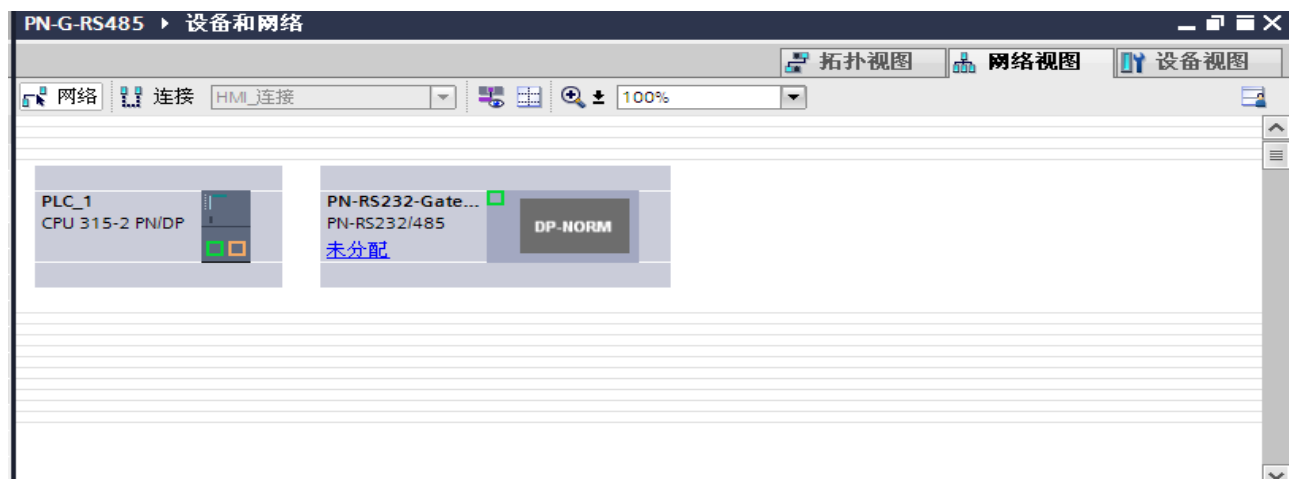 PN-G-RS485 ▸ 设备和网络
拓扑视图 网络视图 设备视图
网络 连接 HMI_连接 100%
PLC_1
CPU 315-2 PN/DP
PN-RS232-Gate...
PN-RS232/485
未分配
DP-NORM